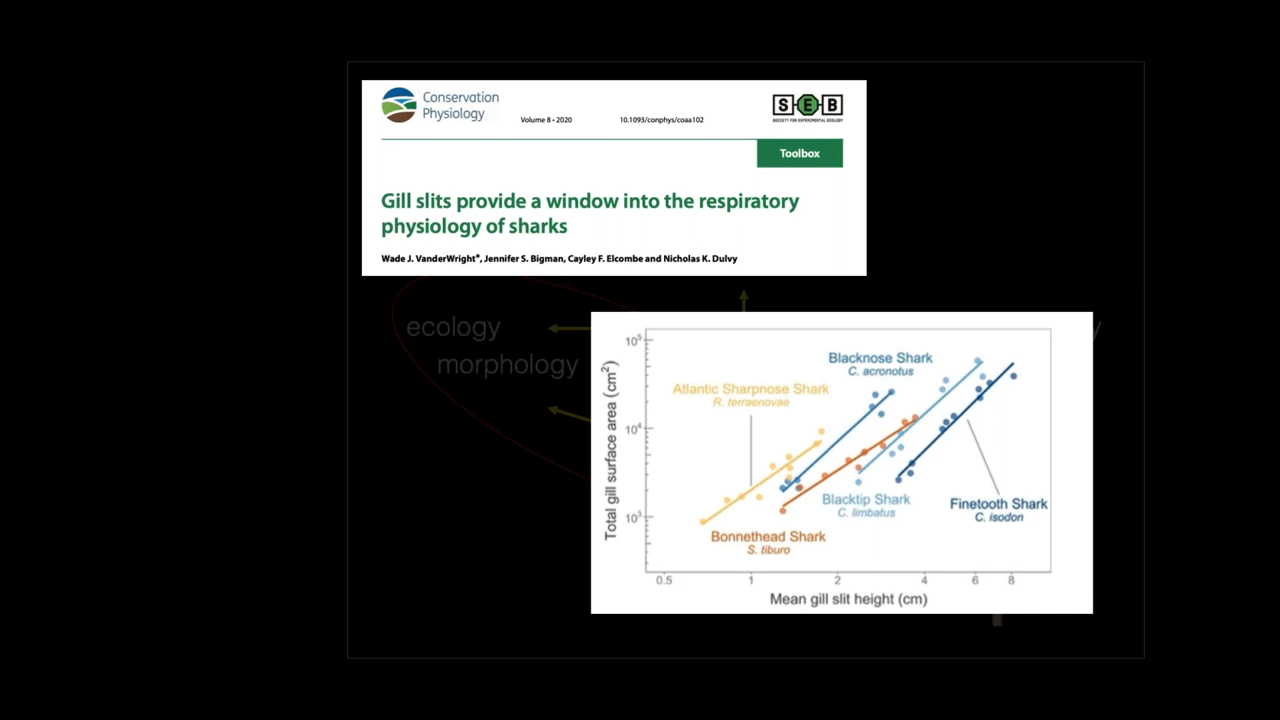 Conservation
Physiology
Volume 8 • 2020
10.1093/conphys/coaa102
S-E-B
SOCIETY FOR EXPERIMENTAL BIOLOGY
Toolbox
Gill slits provide a window into the respiratory
physiology of sharks
Wade J. VanderWright*, Jennifer S. Bigman, Cayley F. Elcombe and Nicholas K. Dulvy
ecology
morphology
Total gill surface area (cm²)
10⁵
10⁴
10³
Blacknose Shark
C. acronotus
Atlantic Sharpnose Shark
R. terraenovae
Blacktip Shark
C. limbatus
Finetooth Shark
C. isodon
Bonnethead Shark
S. tiburo
0.5 1 2 4 6 8
Mean gill slit height (cm)